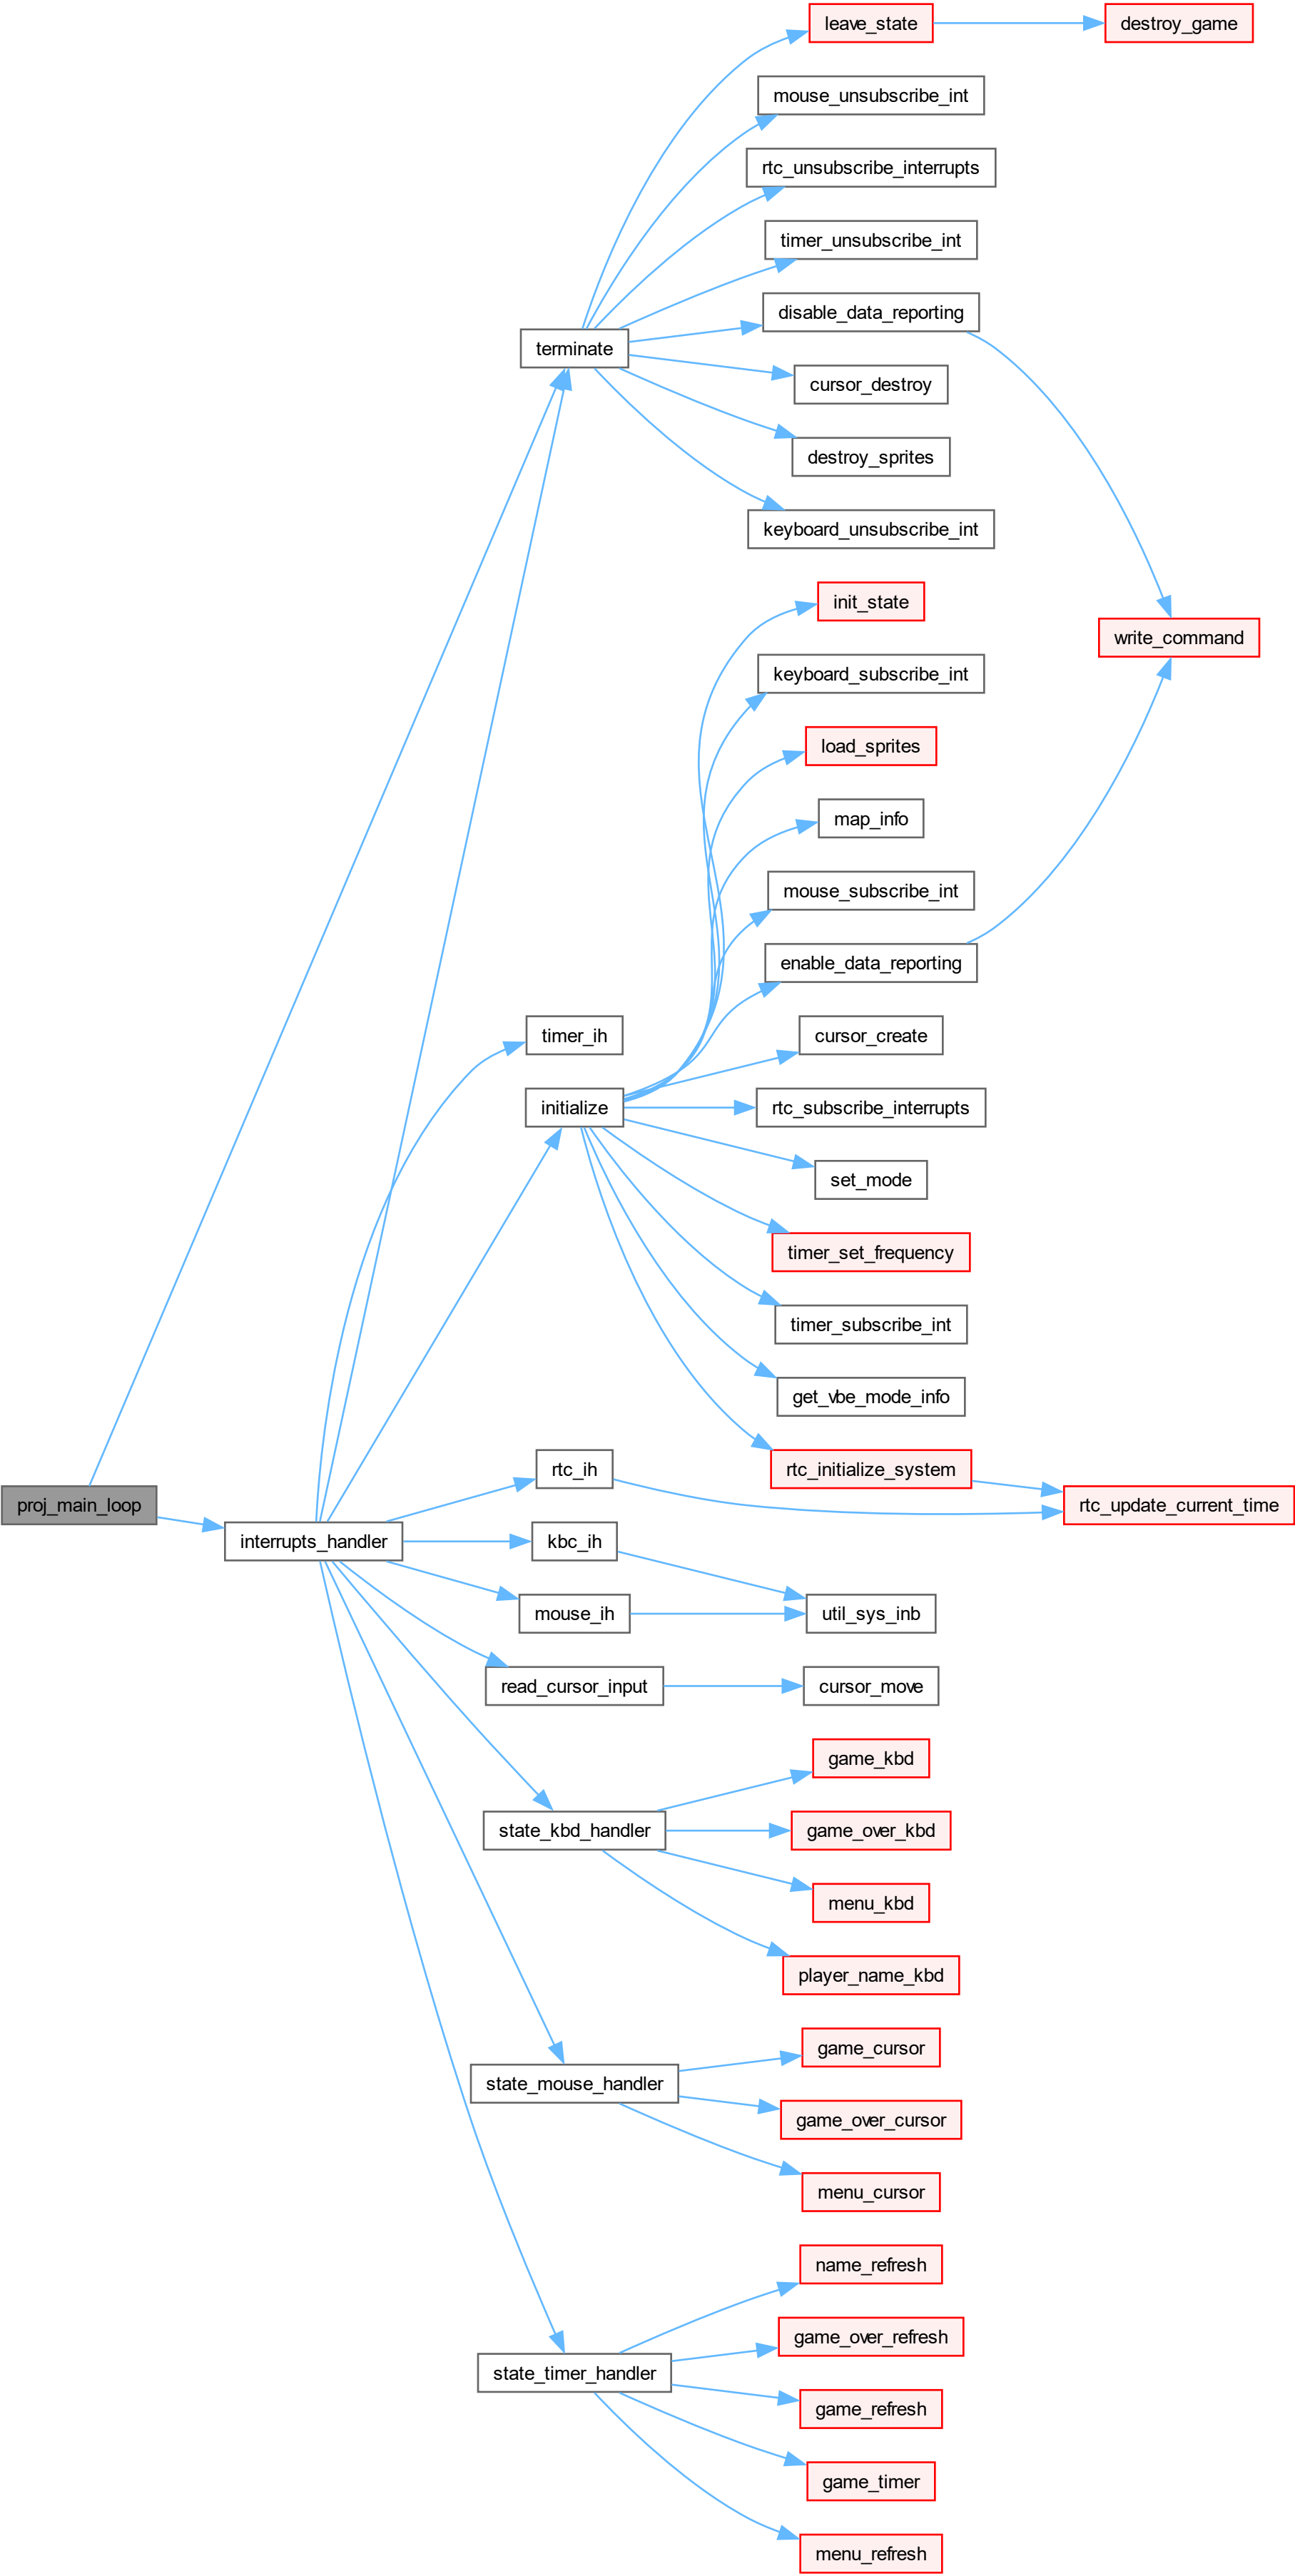 leave_state
destroy_game
mouse_unsubscribe_int
rtc_unsubscribe_interrupts
timer_unsubscribe_int
disable_data_reporting
terminate
cursor_destroy
destroy_sprites
keyboard_unsubscribe_int
init_state
write_command
keyboard_subscribe_int
load_sprites
map_info
mouse_subscribe_int
enable_data_reporting
timer_ih
cursor_create
initialize
rtc_subscribe_interrupts
set_mode
timer_set_frequency
timer_subscribe_int
get_vbe_mode_info
rtc_ih
rtc_initialize_system
proj_main_loop
rtc_update_current_time
interrupts_handler
kbc_ih
mouse_ih
util_sys_inb
read_cursor_input
cursor_move
game_kbd
state_kbd_handler
game_over_kbd
menu_kbd
player_name_kbd
game_cursor
state_mouse_handler
game_over_cursor
menu_cursor
name_refresh
game_over_refresh
state_timer_handler
game_refresh
game_timer
menu_refresh